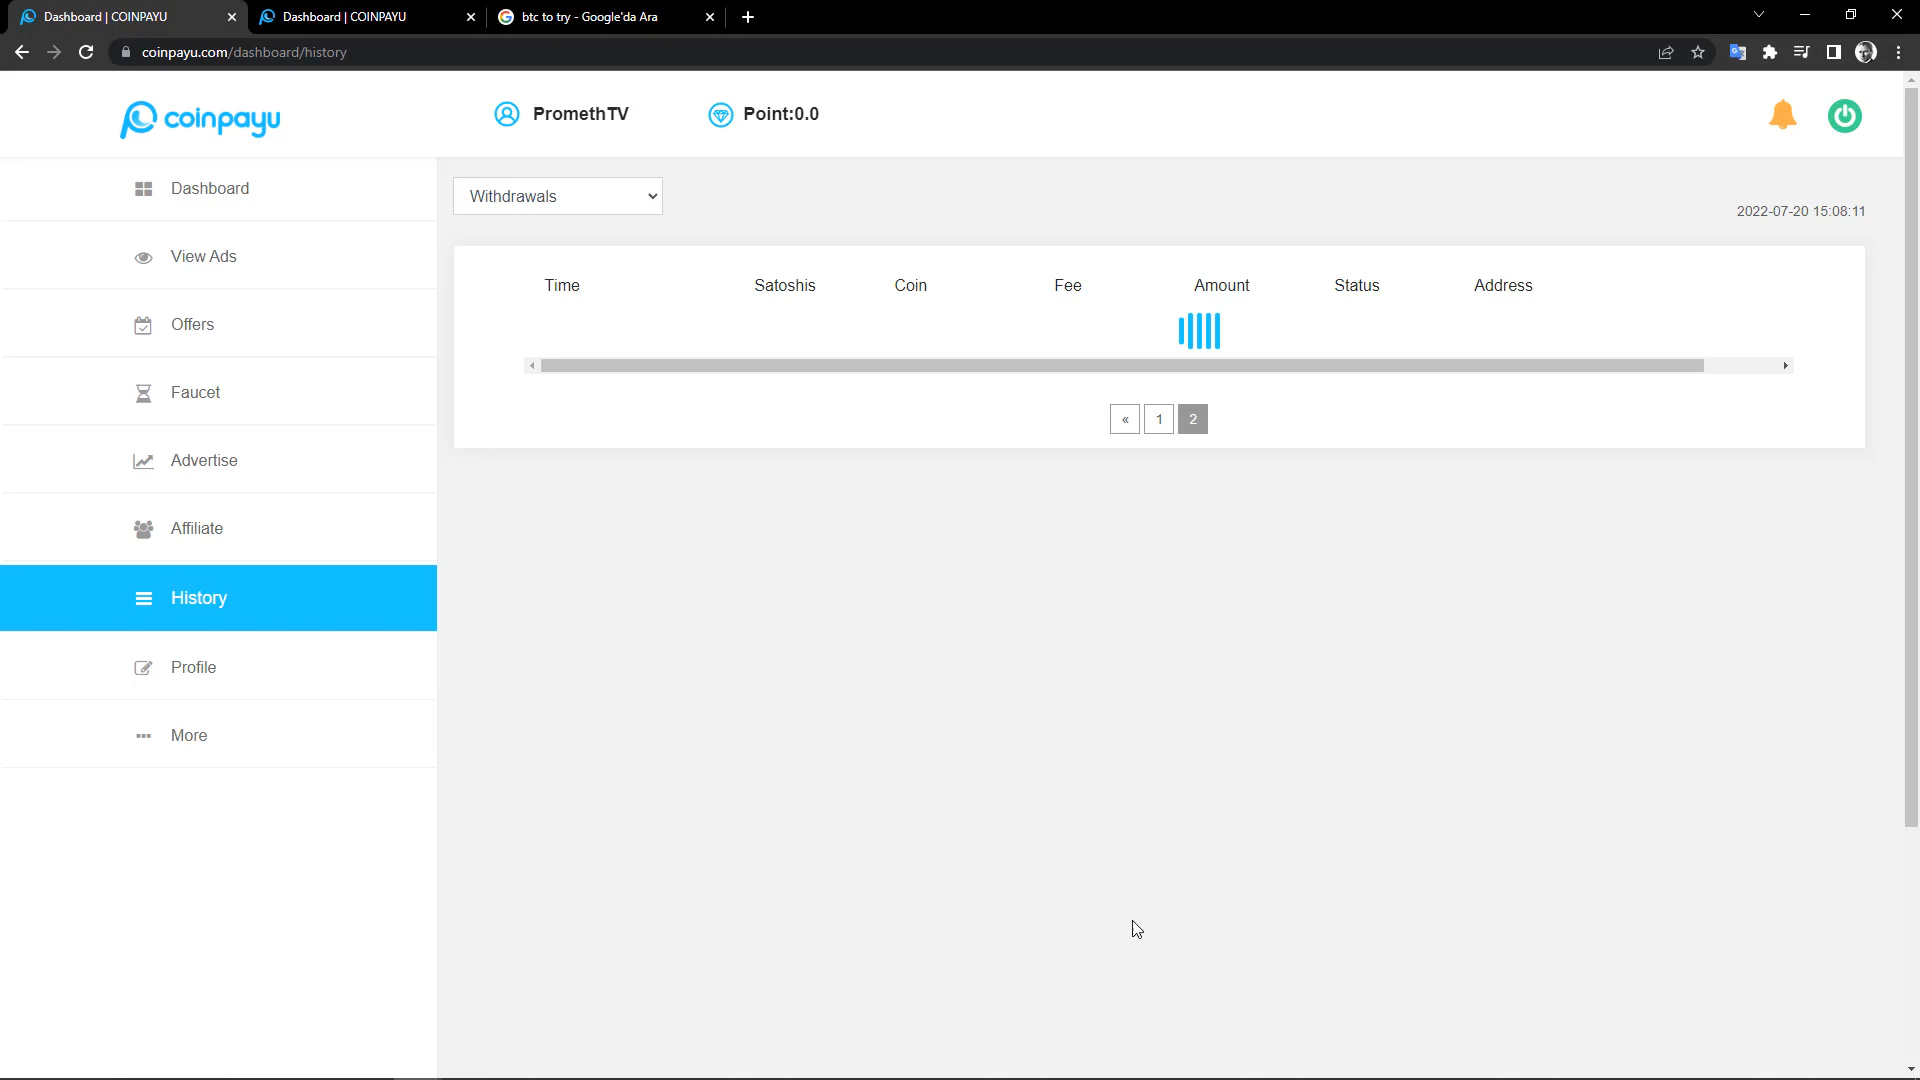 Dashboard | COINPAYU
Dashboard | COINPAYU
btc to try - Google'da Ara
coinpayu.com/dashboard/history
coinpayu
PromethTV
Point:0.0
Dashboard
View Ads
Offers
Faucet
Advertise
Affiliate
History
Profile
More
Withdrawals
2022-07-20 15:08:11
Time Satoshis Coin Fee Amount Status Address
« 1 2